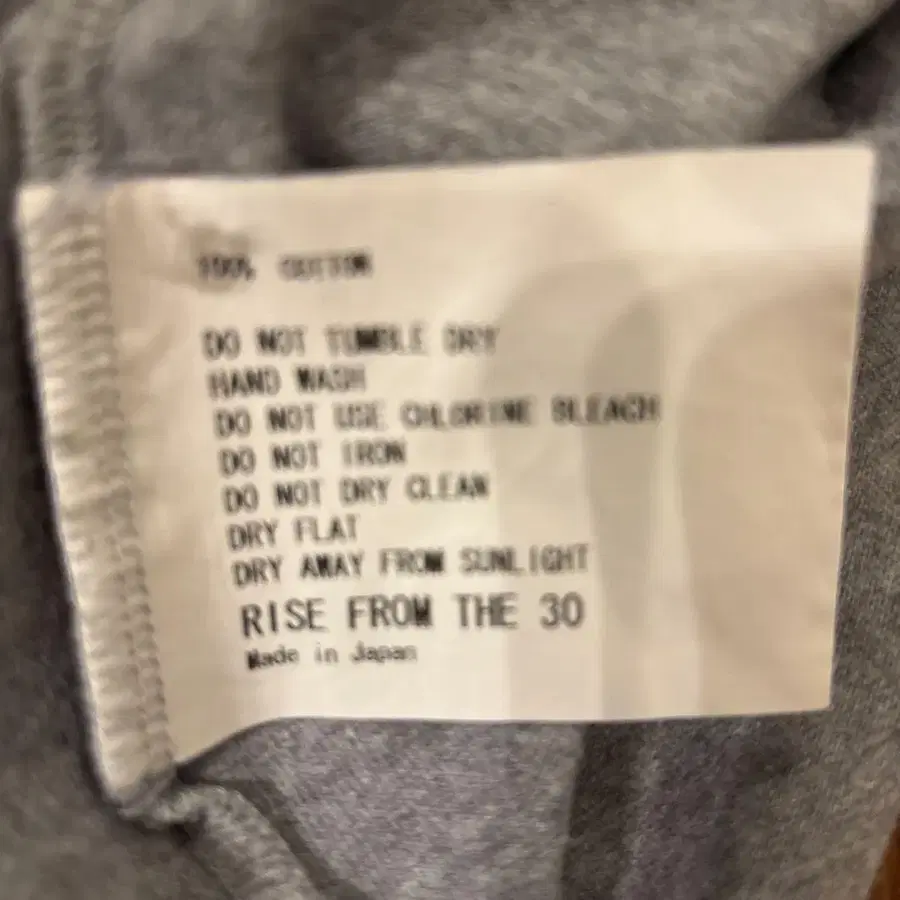 100% COTTON
DO NOT TUMBLE DRY
HAND WASH
DO NOT USE CHLORINE BLEACH
DO NOT IRON
DO NOT DRY CLEAN
DRY FLAT
DRY AWAY FROM SUNLIGHT
RISE FROM THE 30
Made in Japan